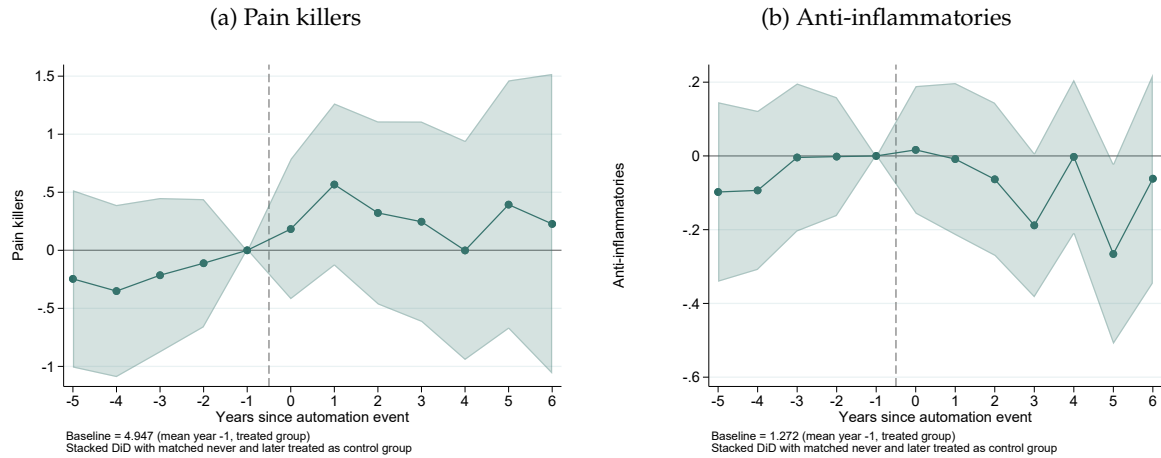 (a) Pain killers
1.5
1
.5
0
-.5
-1
Pain killers
-5 -4 -3 -2 -1 0 1 2 3 4 5 6
Years since automation event
Baseline = 4.947 (mean year -1, treated group)
Stacked DiD with matched never and later treated as control group
(b) Anti-inflammatories
.2
0
-.2
-.4
-.6
Anti-inflammatories
-5 -4 -3 -2 -1 0 1 2 3 4 5 6
Years since automation event
Baseline = 1.272 (mean year -1, treated group)
Stacked DiD with matched never and later treated as control group